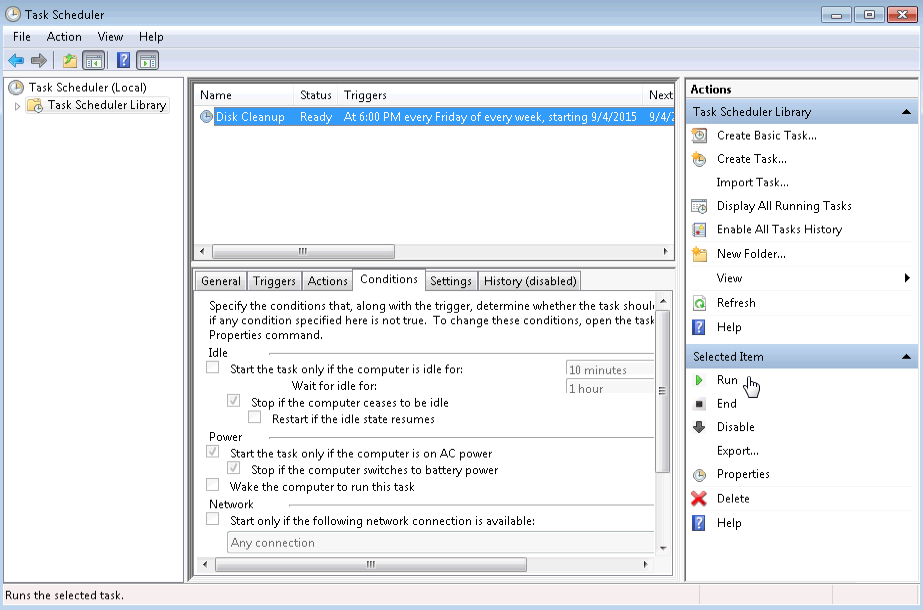 Task Scheduler
File Action View Help
Task Scheduler (Local)
Task Scheduler Library
Name Status Triggers Next
Disk Cleanup Ready At 6:00 PM every Friday of every week, starting 9/4/2015 9/4/2
General Triggers Actions Conditions Settings History (disabled)
Specify the conditions that, along with the trigger, determine whether the task shoul
if any condition specified here is not true. To change these conditions, open the task
Properties command.
Idle
Start the task only if the computer is idle for: 10 minutes
Wait for idle for: 1 hour
Stop if the computer ceases to be idle
Restart if the idle state resumes
Power
Start the task only if the computer is on AC power
Stop if the computer switches to battery power
Wake the computer to run this task
Network
Start only if the following network connection is available:
Any connection
Actions
Task Scheduler Library
Create Basic Task...
Create Task...
Import Task...
Display All Running Tasks
Enable All Tasks History
New Folder...
View
Refresh
Help
Selected Item
Run
End
Disable
Export...
Properties
Delete
Help
Runs the selected task.